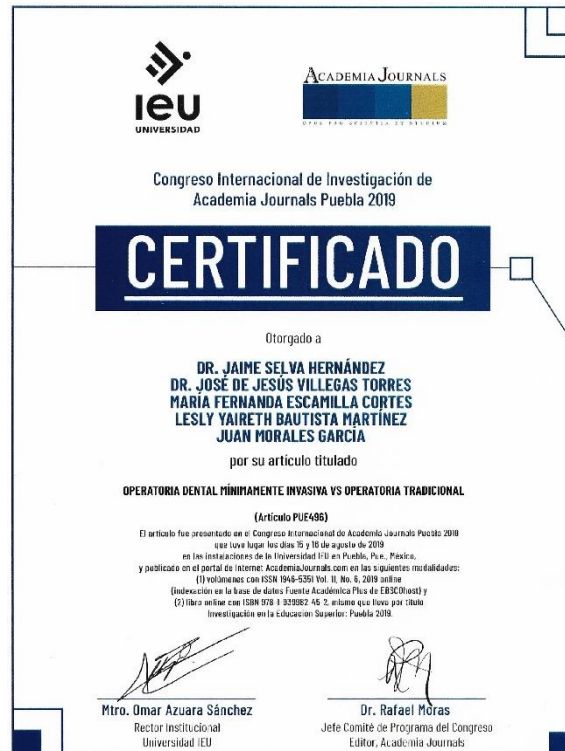 ieu
UNIVERSIDAD
ACADEMIA JOURNALS
Congreso Internacional de Investigación de
Academia Journals Puebla 2019
CERTIFICADO
Otorgado a
DR. JAIME SELVA HERNÁNDEZ
DR. JOSÉ DE JESÚS VILLEGAS TORRES
MARÍA FERNANDA ESCAMILLA CORTES
LESLY YAIRETH BAUTISTA MARTÍNEZ
JUAN MORALES GARCÍA
por su artículo titulado
OPERATORIA DENTAL MÍNIMAMENTE INVASIVA VS OPERATORIA TRADICIONAL
(Artículo PUE496)
El artículo fue presentado en el Congreso Internacional de Academia Journals Puebla 2019
que tuvo lugar los días 15 y 16 de agosto de 2019
en las instalaciones de la Universidad IEU en Puebla, Pue., México,
y publicado en el portal de Internet AcademiaJournals.com en las siguientes modalidades:
(1) volúmenes con ISSN 1946-5351 Vol. 11, No. 6, 2019 online
(indexación en la base de datos Fuente Académica Plus de EBSCOhost) y
(2) libro online con ISBN 978-1-939982-45-2, mismo que lleva por título
Investigación en la Educación Superior: Puebla 2019.
Mtro. Omar Azuara Sánchez
Rector Institucional
Universidad IEU
Dr. Rafael Moras
Jefe Comité de Programa del Congreso
Editor, Academia Journals